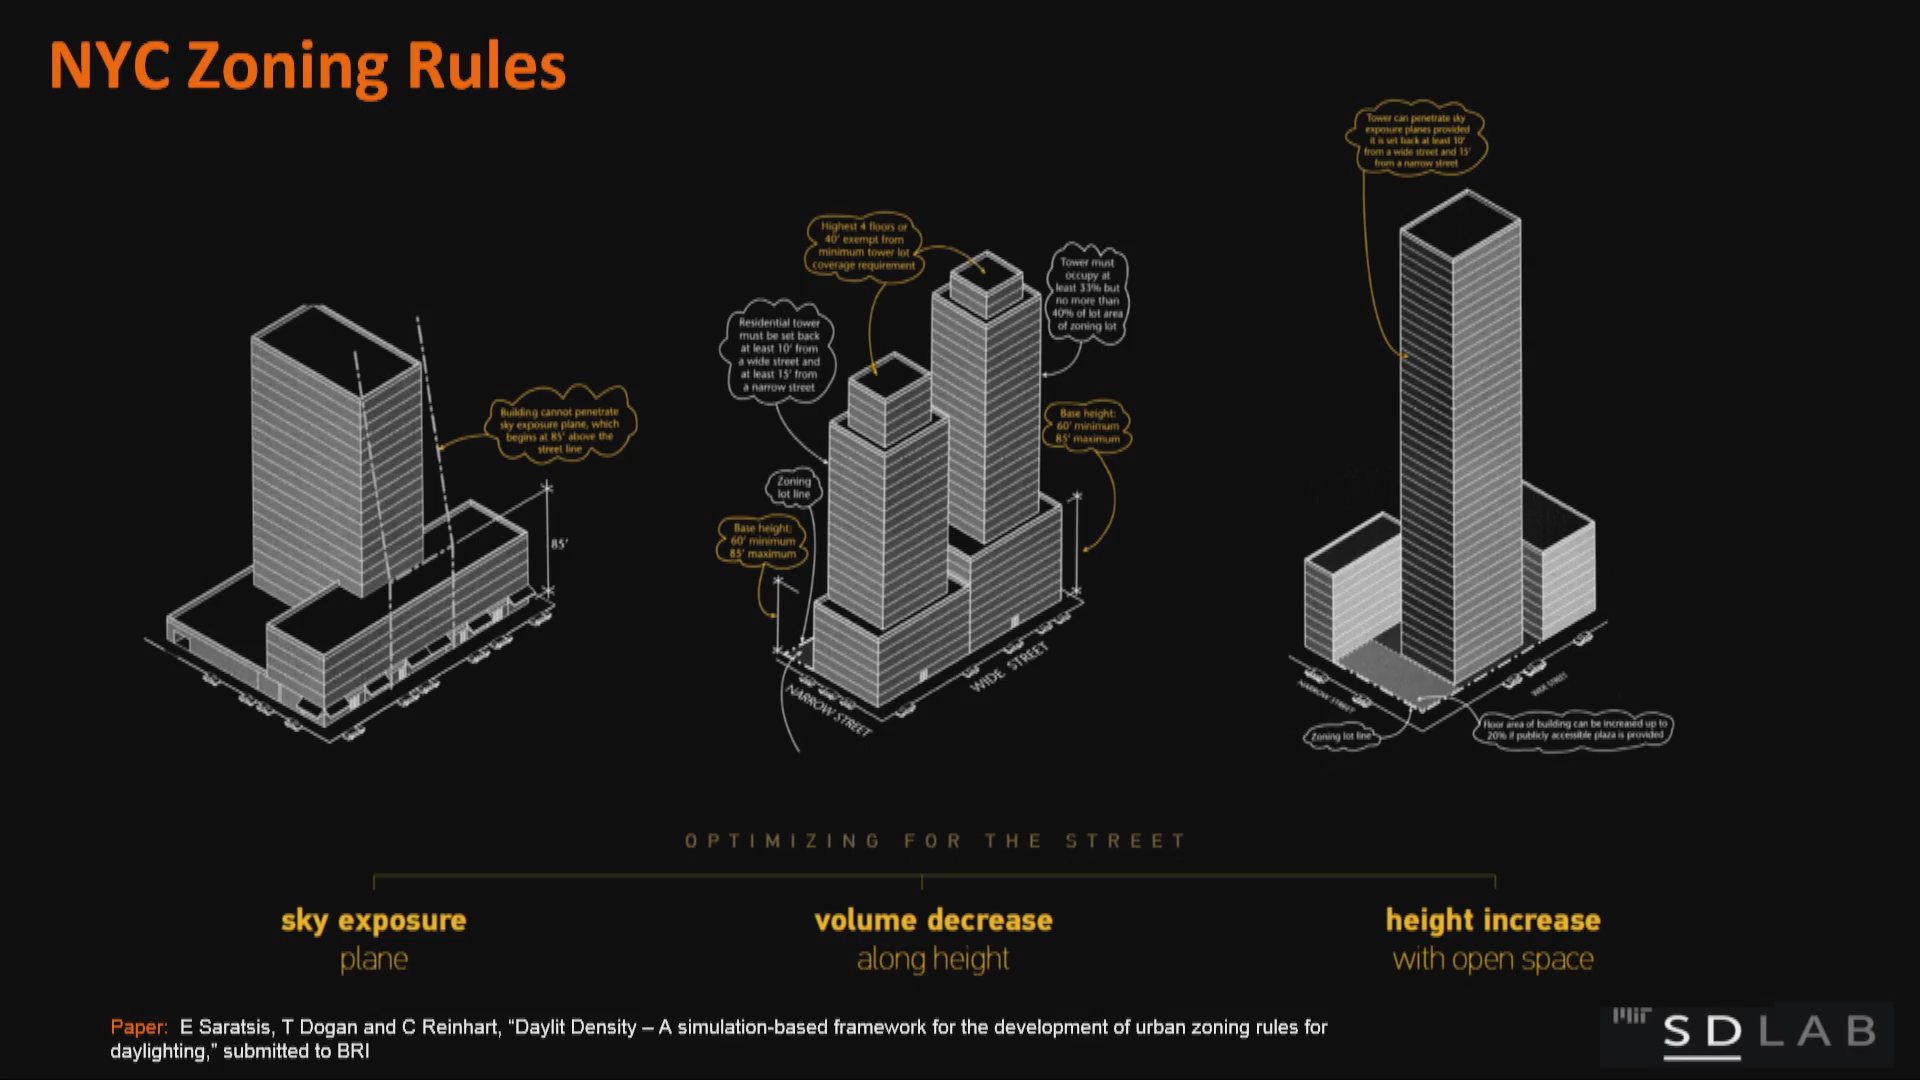 NYC Zoning Rules
Building cannot penetrate
sky exposure plane, which
begins at 85' above the
street line
85'
Highest 4 floors or
40' exempt from
minimum tower lot
coverage requirement
Tower must
occupy at
least 33% but
no more than
40% of lot area
of zoning lot
Residential tower
must be set back
at least 10' from
a wide street and
at least 15' from
a narrow street
Base height:
60' minimum
85' maximum
Zoning
lot line
Base height:
60' minimum
85' maximum
NARROW STREET
WIDE STREET
Tower can penetrate sky
exposure planes provided
it is set back at least 10'
from a wide street and 15'
from a narrow street
NARROW STREET
WIDE STREET
Zoning lot line
Floor area of building can be increased up to
20% if publicly accessible plaza is provided
OPTIMIZING FOR THE STREET
sky exposure
plane
volume decrease
along height
height increase
with open space
Paper: E Saratsis, T Dogan and C Reinhart, “Daylit Density – A simulation-based framework for the development of urban zoning rules for
daylighting,” submitted to BRI
MIT
SDLAB